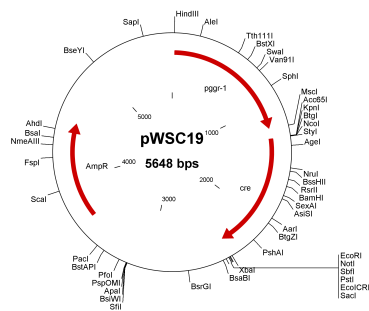 HindIII
SapI
AleI
Tth111I
BstXI
SwaI
Van91I
BseYI
SphI
pggr-1
MscI
Acc65I
KpnI
BtgI
NcoI
StyI
AgeI
5000
1000
AhdI
BsaI
NmeAIII
FspI
ScaI
pWSC19
5648 bps
AmpR
4000
2000
3000
cre
NruI
BssHII
RsrII
BamHI
SexAI
AsiSI
AarI
BtgZI
PshAI
PacI
BstAPI
PfoI
PspOMI
ApaI
BsiWI
SfiI
BsrGI
XbaI
BsaBI
EcoRI
NotI
SbfI
PstI
EcoICRI
SacI